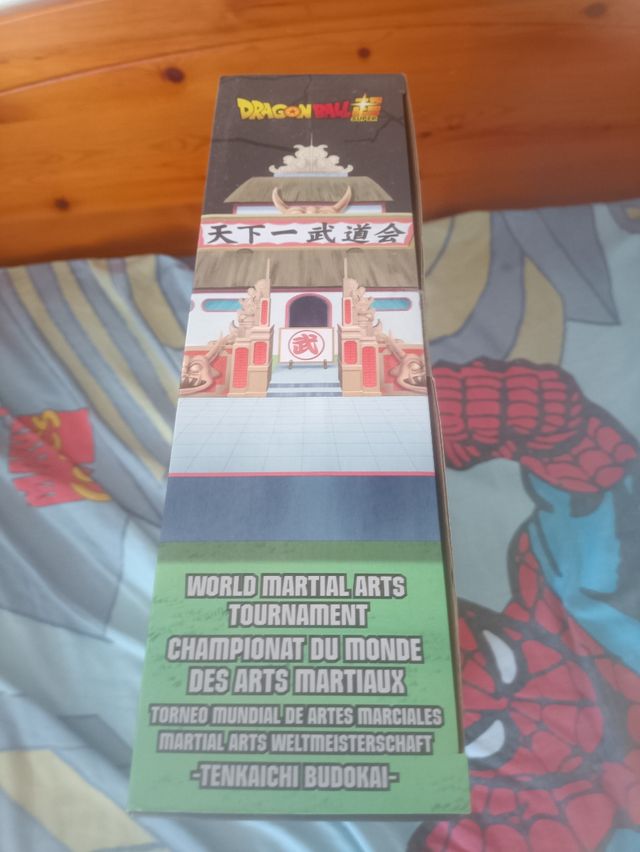 DRAGON BALL SUPER
天下一武道会
武
WORLD MARTIAL ARTS
TOURNAMENT
CHAMPIONAT DU MONDE
DES ARTS MARTIAUX
TORNEO MUNDIAL DE ARTES MARCIALES
MARTIAL ARTS WELTMEISTERSCHAFT
-TENKAICHI BUDOKAI-